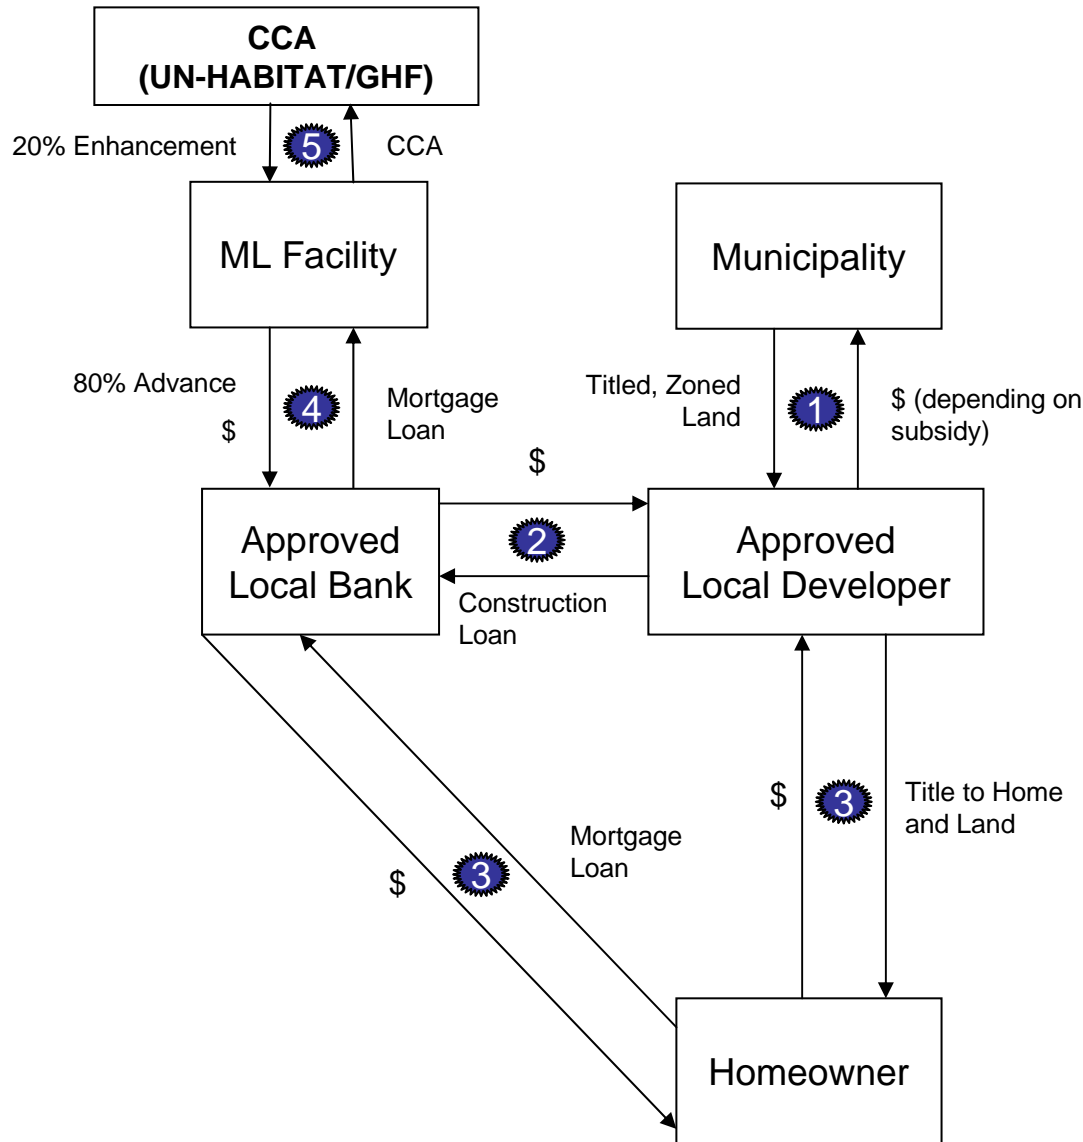 CCA
(UN-HABITAT/GHF)
20% Enhancement
5
CCA
ML Facility
Municipality
80% Advance
$
4
Mortgage
Loan
Titled, Zoned
Land
1
$ (depending on
subsidy)
$
Approved
Local Bank
2
Approved
Local Developer
Construction
Loan
$
3
Title to Home
and Land
Mortgage
Loan
$
3
Homeowner